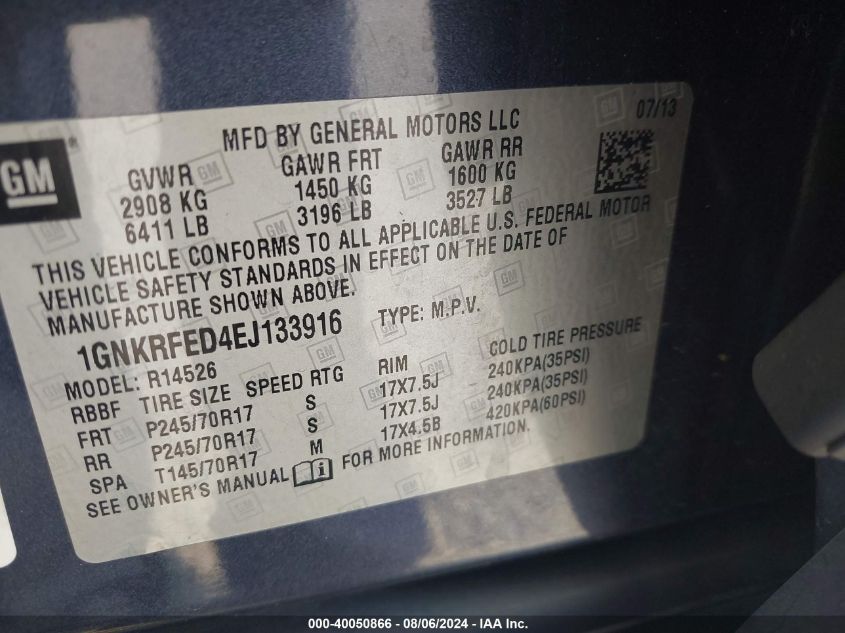 MFD BY GENERAL MOTORS LLC 07/13
GM ®
GVWR GAWR FRT GAWR RR
2908 KG 1450 KG 1600 KG
6411 LB 3196 LB 3527 LB
THIS VEHICLE CONFORMS TO ALL APPLICABLE U.S. FEDERAL MOTOR
VEHICLE SAFETY STANDARDS IN EFFECT ON THE DATE OF
MANUFACTURE SHOWN ABOVE.
1GNKRFED4EJ133916 TYPE: M.P.V.
MODEL: R14526
RBBF TIRE SIZE SPEED RTG RIM COLD TIRE PRESSURE
FRT P245/70R17 S 17X7.5J 240KPA(35PSI)
RR P245/70R17 S 17X7.5J 240KPA(35PSI)
SPA T145/70R17 M 17X4.5B 420KPA(60PSI)
SEE OWNER'S MANUAL FOR MORE INFORMATION.
000-40050866 - 08/06/2024 - IAA Inc.